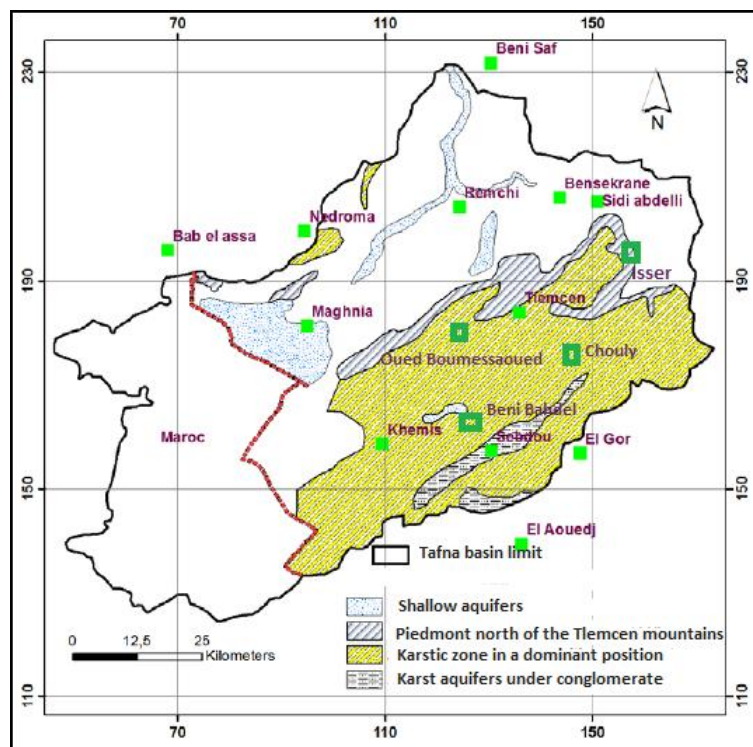 70 110 150
230 230
Beni Saf
N
Bensekrane
Remchi
Sidi abdelli
Nedroma
Bab el assa
190 190
Isser
Tlemcen
Maghnia
Oued Boumessaoued
Chouly
Beni Bahdel
Khemis
Maroc
Sebdou
El Gor
150 150
El Aouedj
Tafna basin limit
Shallow aquifers
Piedmont north of the Tlemcen mountains
Karstic zone in a dominant position
Karst aquifers under conglomerate
0 12,5 25
Kilometers
110 110
70 110 150